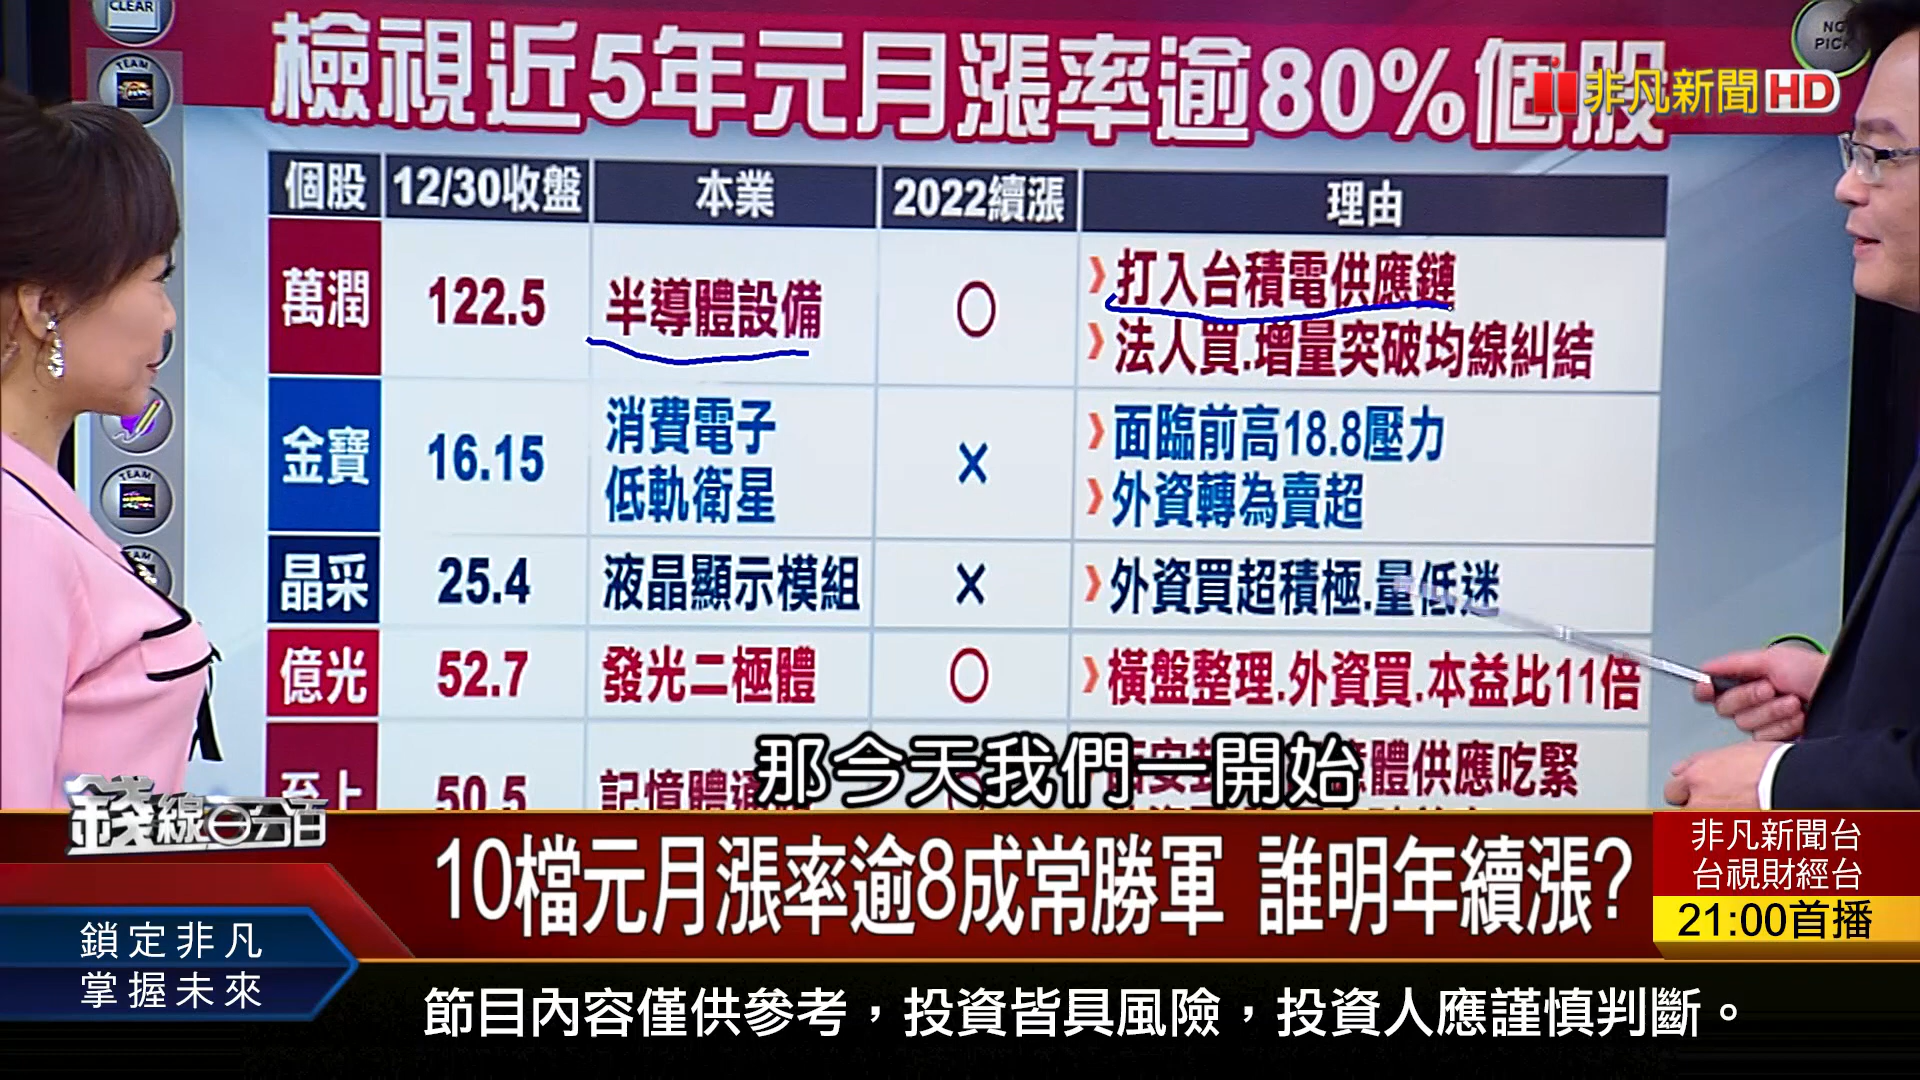 CLEAR
TEAM
TEAM
檢視近5年元月漲率逾80%個股
非凡新聞HD
個股 12/30收盤 本業 2022續漲 理由
萬潤 122.5 半導體設備 ○ 》打入台積電供應鏈
》法人買.增量突破均線糾結
金寶 16.15 消費電子 × 》面臨前高18.8壓力
低軌衛星 》外資轉為賣超
晶采 25.4 液晶顯示模組 × 》外資買超積極.量低迷
億光 52.7 發光二極體 ○ 》橫盤整理.外資買.本益比11倍
至上 50.5 記憶體通 體供應吃緊
那今天我們一開始
錢線百分百
10檔元月漲率逾8成常勝軍 誰明年續漲?
非凡新聞台
台視財經台
21:00首播
鎖定非凡
掌握未來
節目內容僅供參考，投資皆具風險，投資人應謹慎判斷。